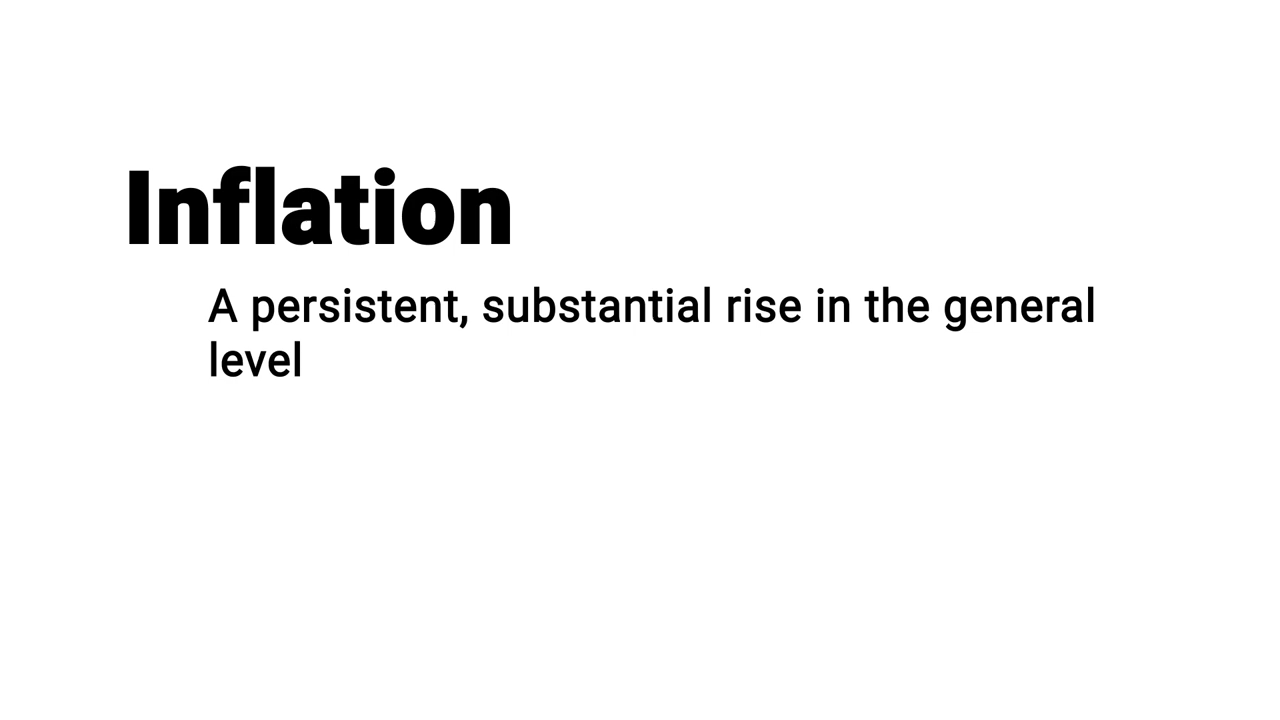 Inflation
A persistent, substantial rise in the general
level